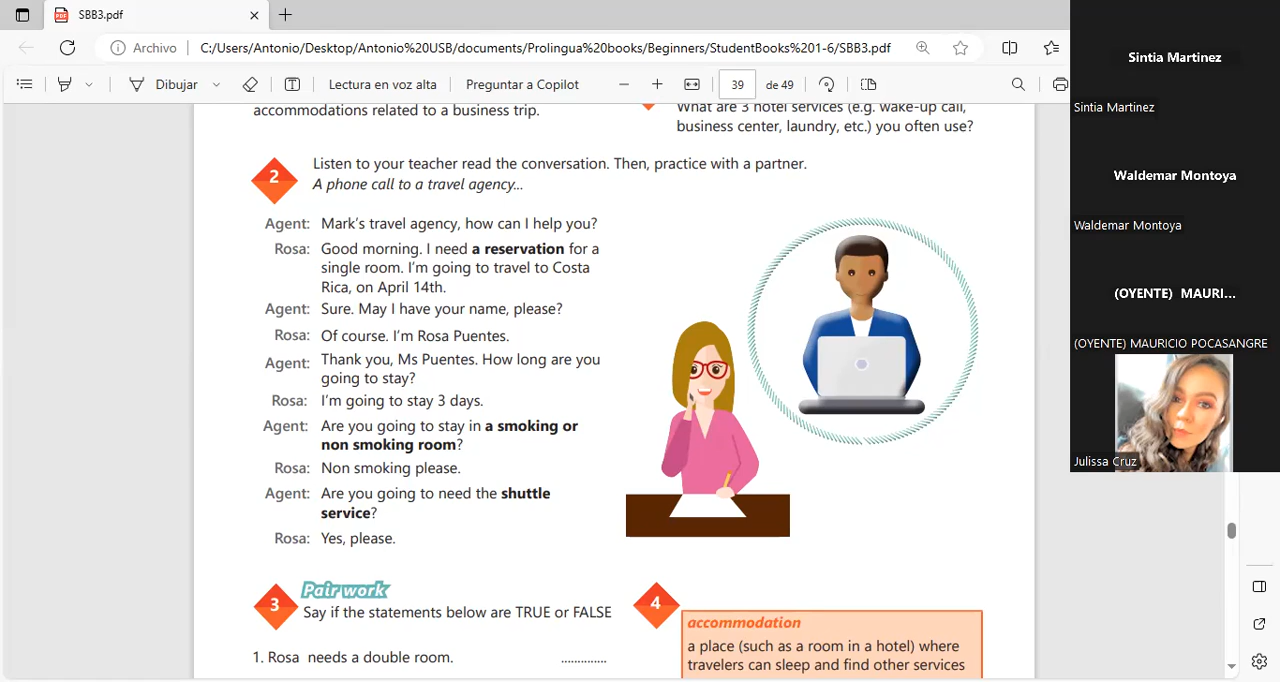 SBB3.pdf
Archivo
C:/Users/Antonio/Desktop/Antonio%20USB/documents/Prolingua%20books/Beginners/StudentBooks%201-6/SBB3.pdf
Dibujar
Lectura en voz alta
Preguntar a Copilot
39
de 49
accommodations related to a business trip.
What are 3 hotel services (e.g. wake-up call,
business center, laundry, etc.) you often use?
2
Listen to your teacher read the conversation. Then, practice with a partner.
A phone call to a travel agency...
Agent: Mark's travel agency, how can I help you?
Rosa: Good morning. I need a reservation for a
single room. I'm going to travel to Costa
Rica, on April 14th.
Agent: Sure. May I have your name, please?
Rosa: Of course. I'm Rosa Puentes.
Agent: Thank you, Ms Puentes. How long are you
going to stay?
Rosa: I'm going to stay 3 days.
Agent: Are you going to stay in a smoking or
non smoking room?
Rosa: Non smoking please.
Agent: Are you going to need the shuttle
service?
Rosa: Yes, please.
3
Pair work
Say if the statements below are TRUE or FALSE
1. Rosa needs a double room. ..............
4
accommodation
a place (such as a room in a hotel) where
travelers can sleep and find other services
Sintia Martinez
Sintia Martinez
Waldemar Montoya
Waldemar Montoya
(OYENTE) MAURI...
(OYENTE) MAURICIO POCASANGRE
Julissa Cruz